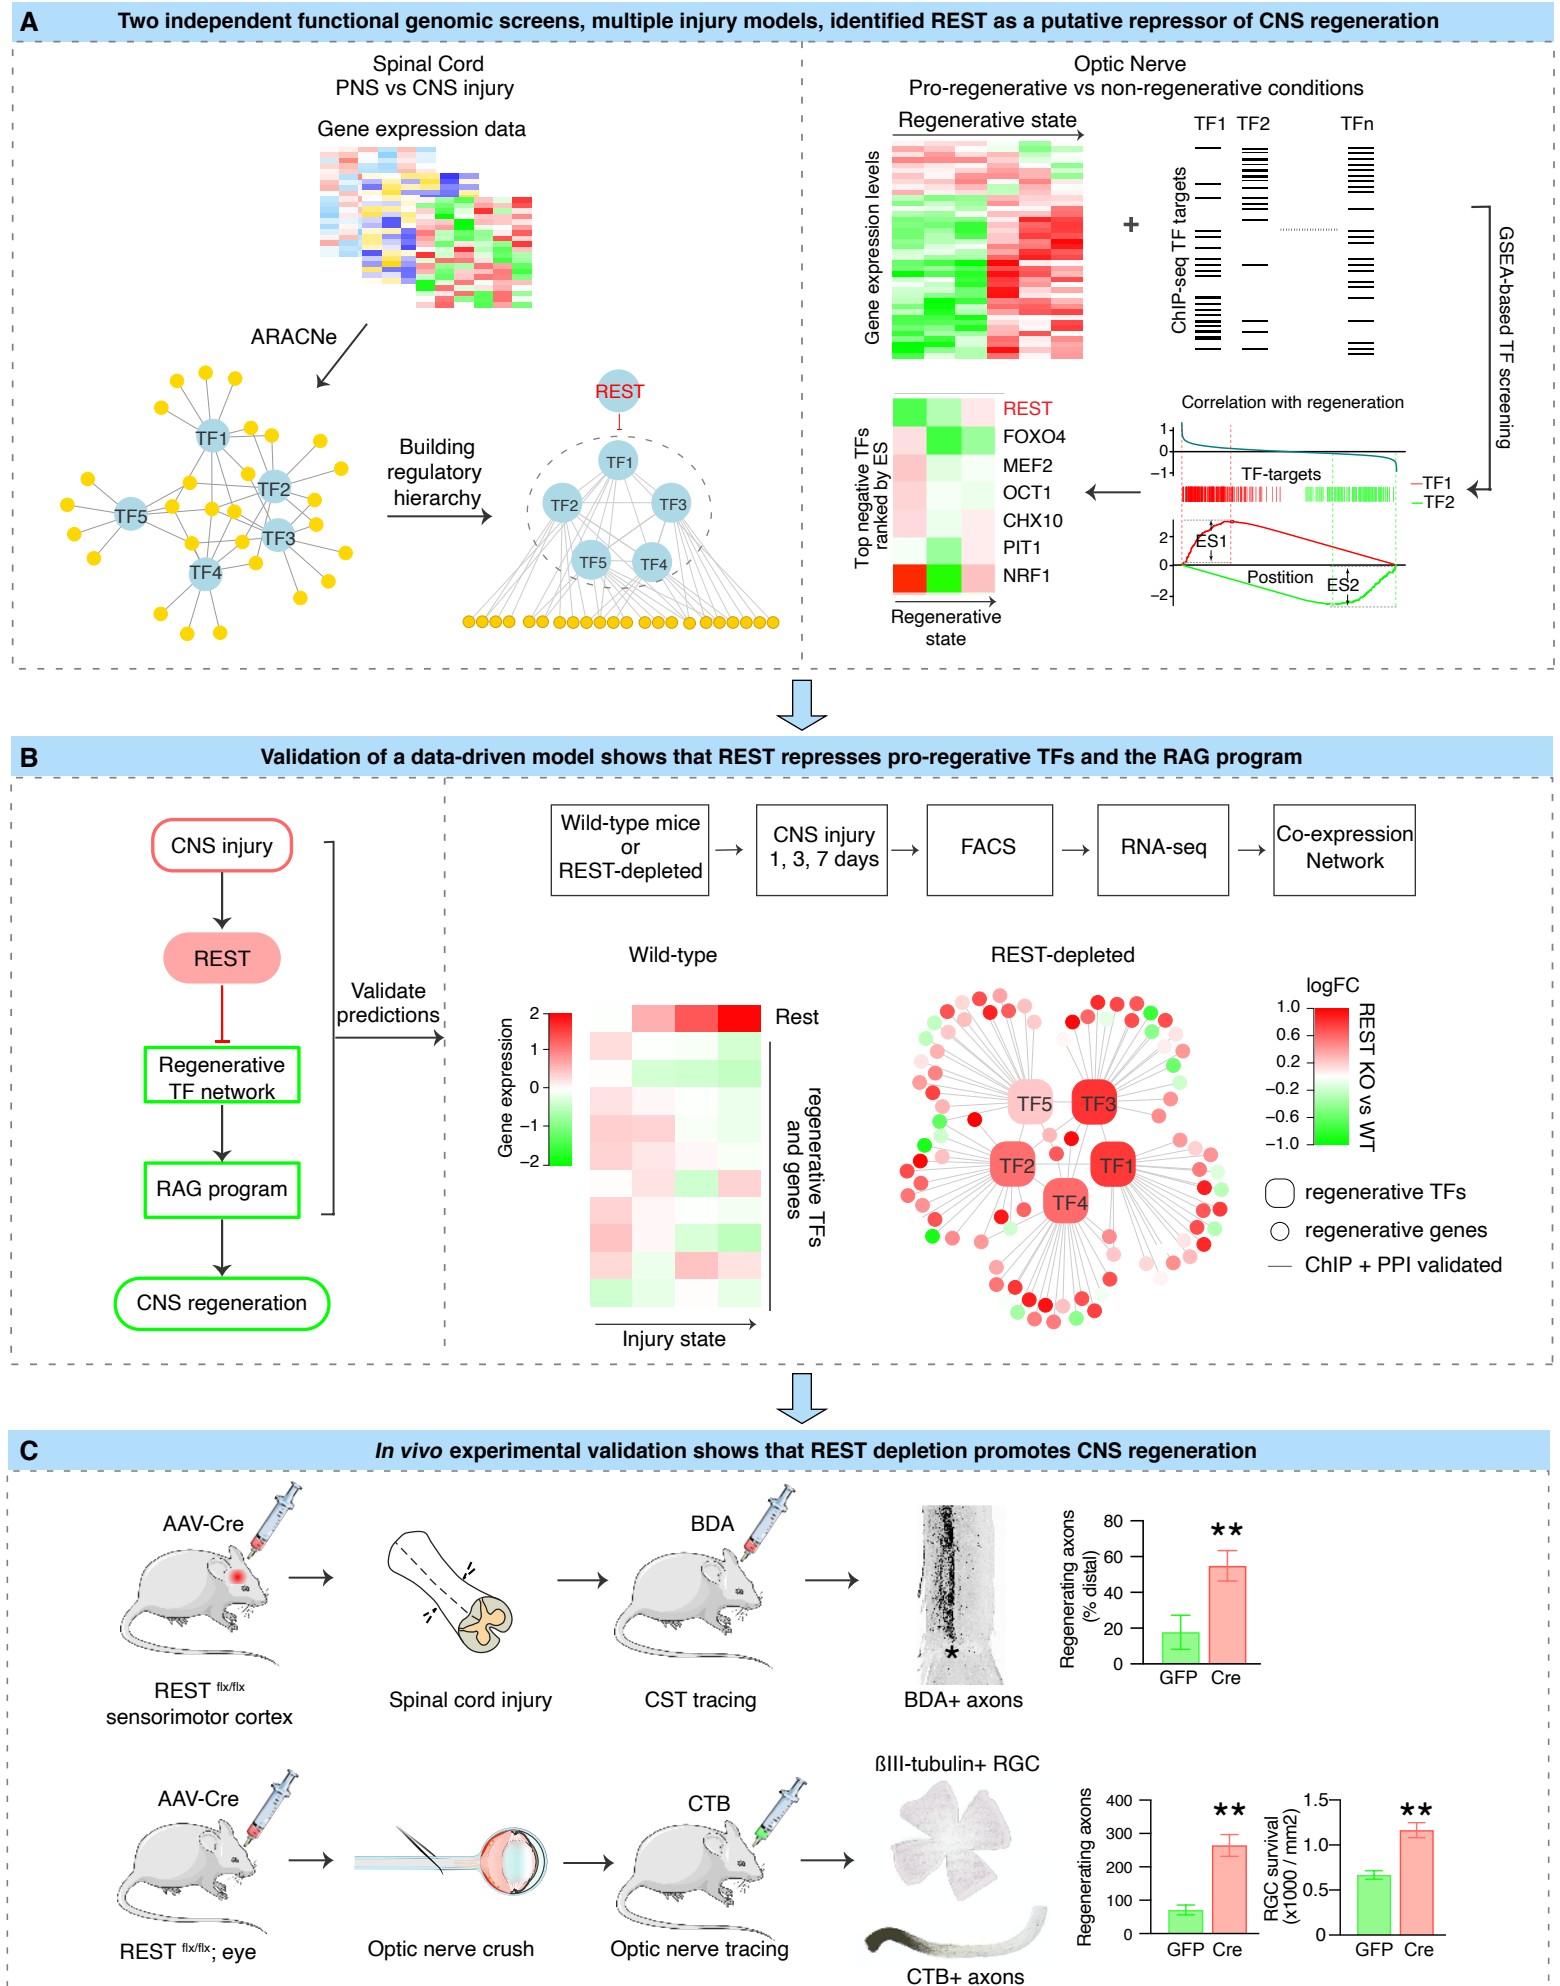 A
Two independent functional genomic screens, multiple injury models, identified REST as a putative repressor of CNS regeneration
Spinal Cord
PNS vs CNS injury
Gene expression data
ARACNe
TF1
TF2
TF3
TF4
TF5
Building
regulatory
hierarchy
REST
TF1
TF2
TF3
TF5
TF4
Optic Nerve
Pro-regenerative vs non-regenerative conditions
Regenerative state
Gene expression levels
+
ChIP-seq TF targets
TF1 TF2 TFn
GSEA-based TF screening
Correlation with regeneration
1
0
−1
TF-targets
TF1
TF2
2
0
−2
ES1
Postition
ES2
Top negative TFs
ranked by ES
REST
FOXO4
MEF2
OCT1
CHX10
PIT1
NRF1
Regenerative
state
B
Validation of a data-driven model shows that REST represses pro-regerative TFs and the RAG program
CNS injury
REST
Regenerative
TF network
RAG program
CNS regeneration
Validate
predictions
Wild-type mice
or
REST-depleted
CNS injury
1, 3, 7 days
FACS
RNA-seq
Co-expression
Network
Wild-type
Gene expression
2
1
0
−1
−2
Rest
regenerative TFs
and genes
Injury state
REST-depleted
TF5
TF3
TF2
TF1
TF4
logFC
1.0
0.6
0.2
−0.2
−0.6
−1.0
REST KO vs WT
regenerative TFs
regenerative genes
ChIP + PPI validated
C
In vivo experimental validation shows that REST depletion promotes CNS regeneration
AAV-Cre
REST flx/flx
sensorimotor cortex
Spinal cord injury
BDA
CST tracing
*
BDA+ axons
Regenerating axons
(% distal)
80
60
40
20
0
**
GFP Cre
AAV-Cre
REST flx/flx; eye
Optic nerve crush
CTB
Optic nerve tracing
ßIII-tubulin+ RGC
CTB+ axons
Regenerating axons
400
300
200
100
0
**
GFP Cre
RGC survival
(x1000 / mm2)
1.5
1.0
0.5
0
**
GFP Cre